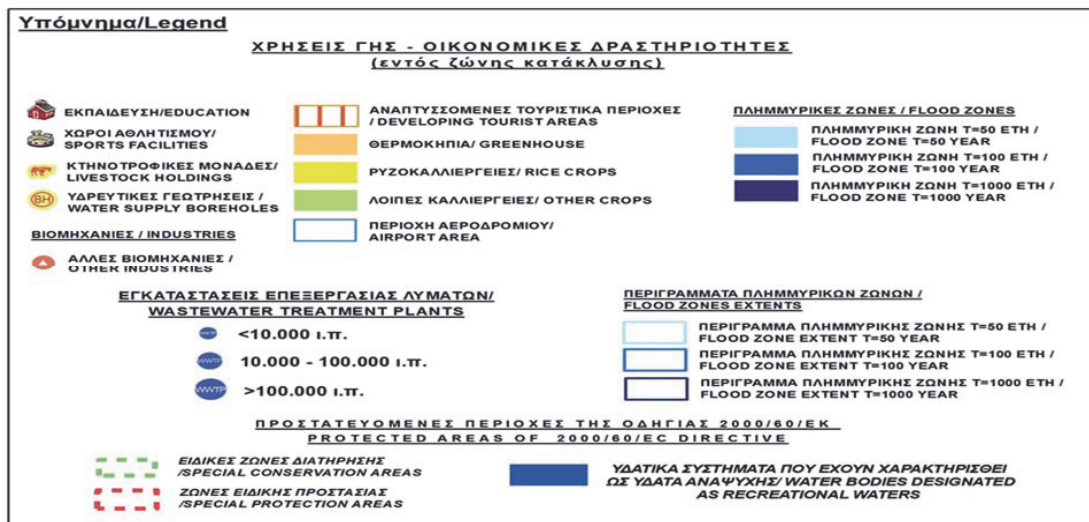 Υπόμνημα/Legend
ΧΡΗΣΕΙΣ ΓΗΣ - ΟΙΚΟΝΟΜΙΚΕΣ ΔΡΑΣΤΗΡΙΟΤΗΤΕΣ
(εντός ζώνης κατάκλυσης)
ΕΚΠΑΙΔΕΥΣΗ/EDUCATION
ΧΩΡΟΙ ΑΘΛΗΤΙΣΜΟΥ/
SPORTS FACILITIES
ΚΤΗΝΟΤΡΟΦΙΚΕΣ ΜΟΝΑΔΕΣ/
LIVESTOCK HOLDINGS
BH
ΥΔΡΕΥΤΙΚΕΣ ΓΕΩΤΡΗΣΕΙΣ /
WATER SUPPLY BOREHOLES
ΒΙΟΜΗΧΑΝΙΕΣ / INDUSTRIES
ΑΛΛΕΣ ΒΙΟΜΗΧΑΝΙΕΣ /
OTHER INDUSTRIES
ΑΝΑΠΤΥΣΣΟΜΕΝΕΣ ΤΟΥΡΙΣΤΙΚΑ ΠΕΡΙΟΧΕΣ
/ DEVELOPING TOURIST AREAS
ΘΕΡΜΟΚΗΠΙΑ/ GREENHOUSE
ΡΥΖΟΚΑΛΛΙΕΡΓΕΙΕΣ/ RICE CROPS
ΛΟΙΠΕΣ ΚΑΛΛΙΕΡΓΕΙΕΣ/ OTHER CROPS
ΠΕΡΙΟΧΗ ΑΕΡΟΔΡΟΜΙΟΥ/
AIRPORT AREA
ΠΛΗΜΜΥΡΙΚΕΣ ΖΩΝΕΣ / FLOOD ZONES
ΠΛΗΜΜΥΡΙΚΗ ΖΩΝΗ T=50 ΕΤΗ /
FLOOD ZONE T=50 YEAR
ΠΛΗΜΜΥΡΙΚΗ ΖΩΝΗ T=100 ΕΤΗ /
FLOOD ZONE T=100 YEAR
ΠΛΗΜΜΥΡΙΚΗ ΖΩΝΗ T=1000 ΕΤΗ /
FLOOD ZONE T=1000 YEAR
ΕΓΚΑΤΑΣΤΑΣΕΙΣ ΕΠΕΞΕΡΓΑΣΙΑΣ ΛΥΜΑΤΩΝ/
WASTEWATER TREATMENT PLANTS
WWTP <10.000 ι.π.
WWTP 10.000 - 100.000 ι.π.
WWTP >100.000 ι.π.
ΠΕΡΙΓΡΑΜΜΑΤΑ ΠΛΗΜΜΥΡΙΚΩΝ ΖΩΝΩΝ /
FLOOD ZONES EXTENTS
ΠΕΡΙΓΡΑΜΜΑ ΠΛΗΜΜΥΡΙΚΗΣ ΖΩΝΗΣ T=50 ΕΤΗ /
FLOOD ZONE EXTENT T=50 YEAR
ΠΕΡΙΓΡΑΜΜΑ ΠΛΗΜΜΥΡΙΚΗΣ ΖΩΝΗΣ T=100 ΕΤΗ /
FLOOD ZONE EXTENT T=100 YEAR
ΠΕΡΙΓΡΑΜΜΑ ΠΛΗΜΜΥΡΙΚΗΣ ΖΩΝΗΣ T=1000 ΕΤΗ /
FLOOD ZONE EXTENT T=1000 YEAR
ΠΡΟΣΤΑΤΕΥΟΜΕΝΕΣ ΠΕΡΙΟΧΕΣ ΤΗΣ ΟΔΗΓΙΑΣ 2000/60/ΕΚ
PROTECTED AREAS OF 2000/60/EC DIRECTIVE
ΕΙΔΙΚΕΣ ΖΩΝΕΣ ΔΙΑΤΗΡΗΣΗΣ
/SPECIAL CONSERVATION AREAS
ΖΩΝΕΣ ΕΙΔΙΚΗΣ ΠΡΟΣΤΑΣΙΑΣ
/SPECIAL PROTECTION AREAS
ΥΔΑΤΙΚΑ ΣΥΣΤΗΜΑΤΑ ΠΟΥ ΕΧΟΥΝ ΧΑΡΑΚΤΗΡΙΣΘΕΙ
ΩΣ ΥΔΑΤΑ ΑΝΑΨΥΧΗΣ/ WATER BODIES DESIGNATED
AS RECREATIONAL WATERS